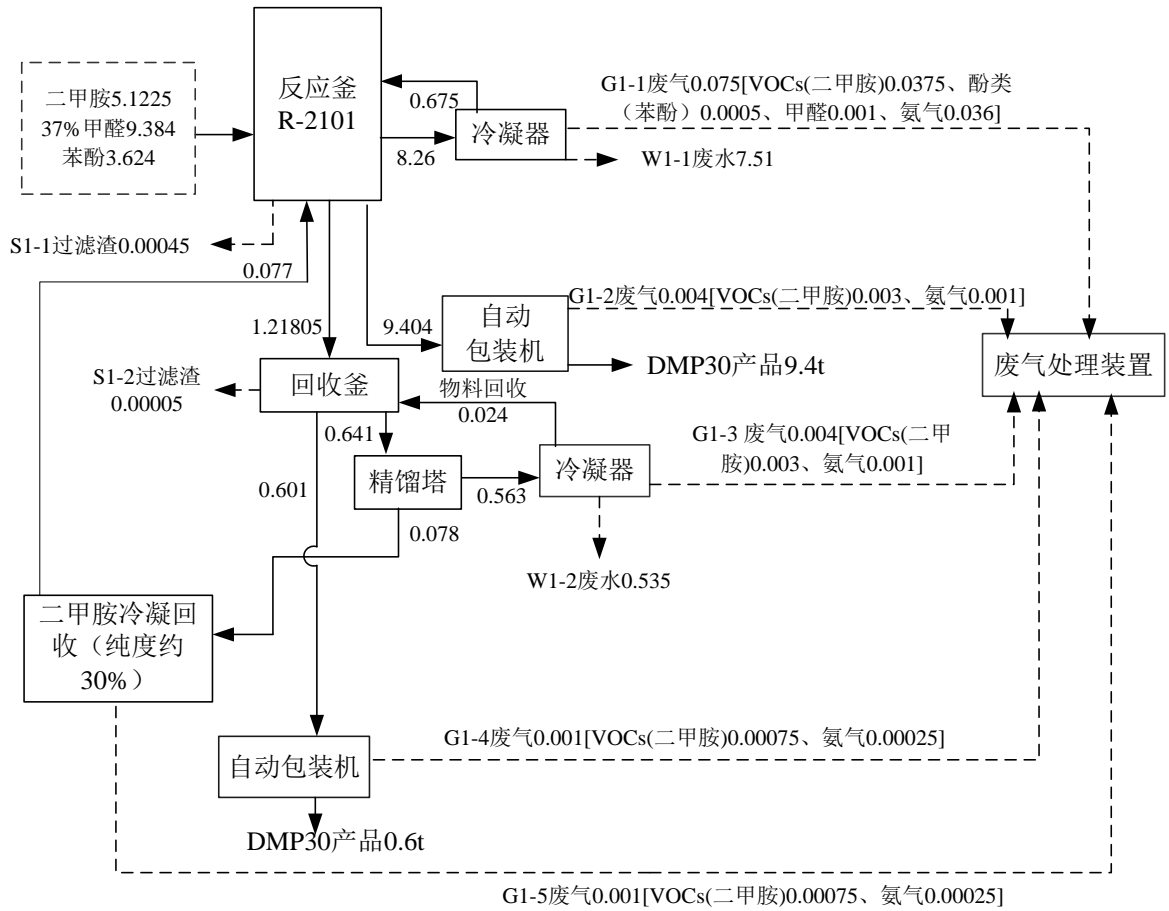 二甲胺5.1225
37%甲醛9.384
苯酚3.624
反应釜
R-2101
0.675
8.26
冷凝器
G1-1废气0.075[VOCs(二甲胺)0.0375、酚类
（苯酚）0.0005、甲醛0.001、氨气0.036]
W1-1废水7.51
S1-1过滤渣0.00045
0.077
1.21805
9.404
自动
包装机
G1-2废气0.004[VOCs(二甲胺)0.003、氨气0.001]
DMP30产品9.4t
废气处理装置
S1-2过滤渣
0.00005
回收釜
物料回收
0.024
0.641
精馏塔
0.563
冷凝器
G1-3 废气0.004[VOCs(二甲
胺)0.003、氨气0.001]
0.601
0.078
W1-2废水0.535
二甲胺冷凝回
收（纯度约
30%）
自动包装机
G1-4废气0.001[VOCs(二甲胺)0.00075、氨气0.00025]
DMP30产品0.6t
G1-5废气0.001[VOCs(二甲胺)0.00075、氨气0.00025]